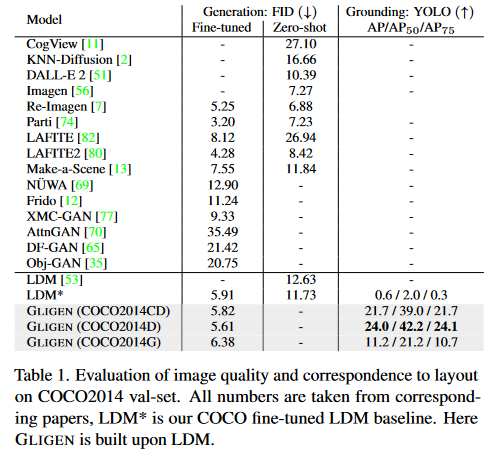 Model Generation: FID (↓) Grounding: YOLO (↑)
Fine-tuned Zero-shot AP/AP50/AP75
CogView [11] - 27.10 -
KNN-Diffusion [2] - 16.66 -
DALL-E 2 [51] - 10.39 -
Imagen [56] - 7.27 -
Re-Imagen [7] 5.25 6.88 -
Parti [74] 3.20 7.23 -
LAFITE [82] 8.12 26.94 -
LAFITE2 [80] 4.28 8.42 -
Make-a-Scene [13] 7.55 11.84 -
NÜWA [69] 12.90 - -
Frido [12] 11.24 - -
XMC-GAN [77] 9.33 - -
AttnGAN [70] 35.49 - -
DF-GAN [65] 21.42 - -
Obj-GAN [35] 20.75 - -
LDM [53] - 12.63 -
LDM* 5.91 11.73 0.6 / 2.0 / 0.3
GLIGEN (COCO2014CD) 5.82 - 21.7 / 39.0 / 21.7
GLIGEN (COCO2014D) 5.61 - 24.0 / 42.2 / 24.1
GLIGEN (COCO2014G) 6.38 - 11.2 / 21.2 / 10.7
Table 1. Evaluation of image quality and correspondence to layout
on COCO2014 val-set. All numbers are taken from correspond-
ing papers, LDM* is our COCO fine-tuned LDM baseline. Here
GLIGEN is built upon LDM.